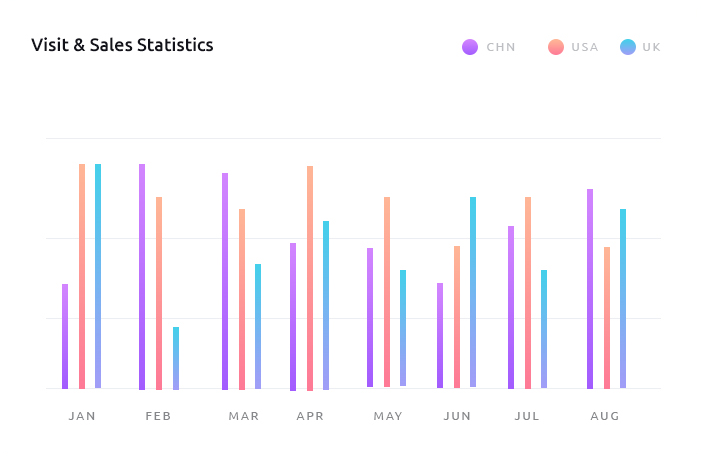 Visit & Sales Statistics
CHN USA UK
JAN FEB MAR APR MAY JUN JUL AUG